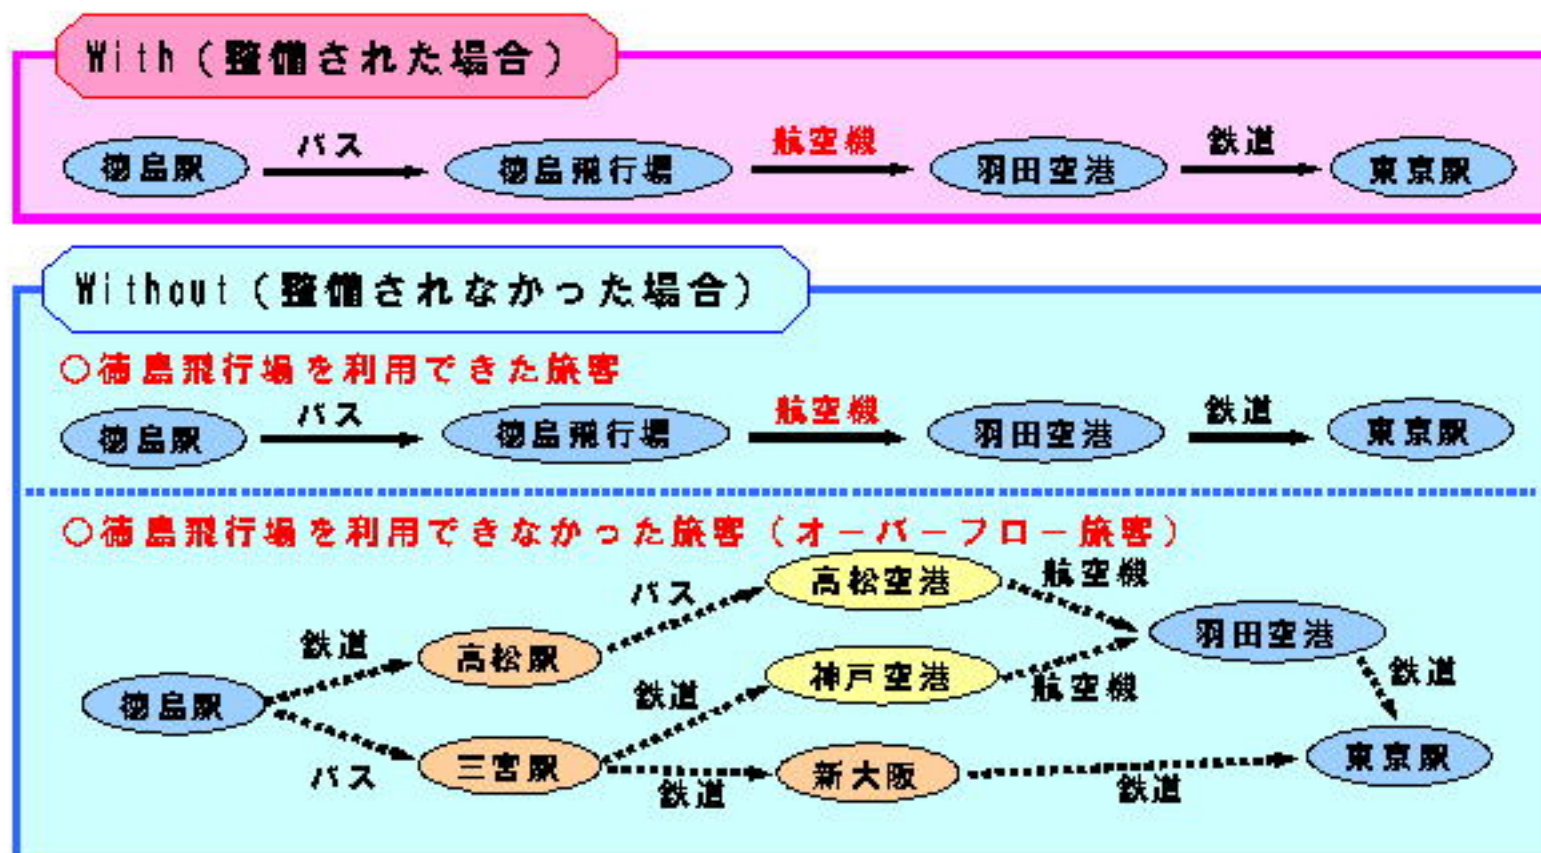 With（整備された場合）
バス 航空機 鉄道
徳島駅 徳島飛行場 羽田空港 東京駅
Without（整備されなかった場合）
○徳島飛行場を利用できた旅客
バス 航空機 鉄道
徳島駅 徳島飛行場 羽田空港 東京駅
○徳島飛行場を利用できなかった旅客（オーバーフロー旅客）
バス 高松空港 航空機
鉄道 高松駅 羽田空港
徳島駅 鉄道 神戸空港 航空機 鉄道
バス 三宮駅 鉄道 新大阪 鉄道 東京駅